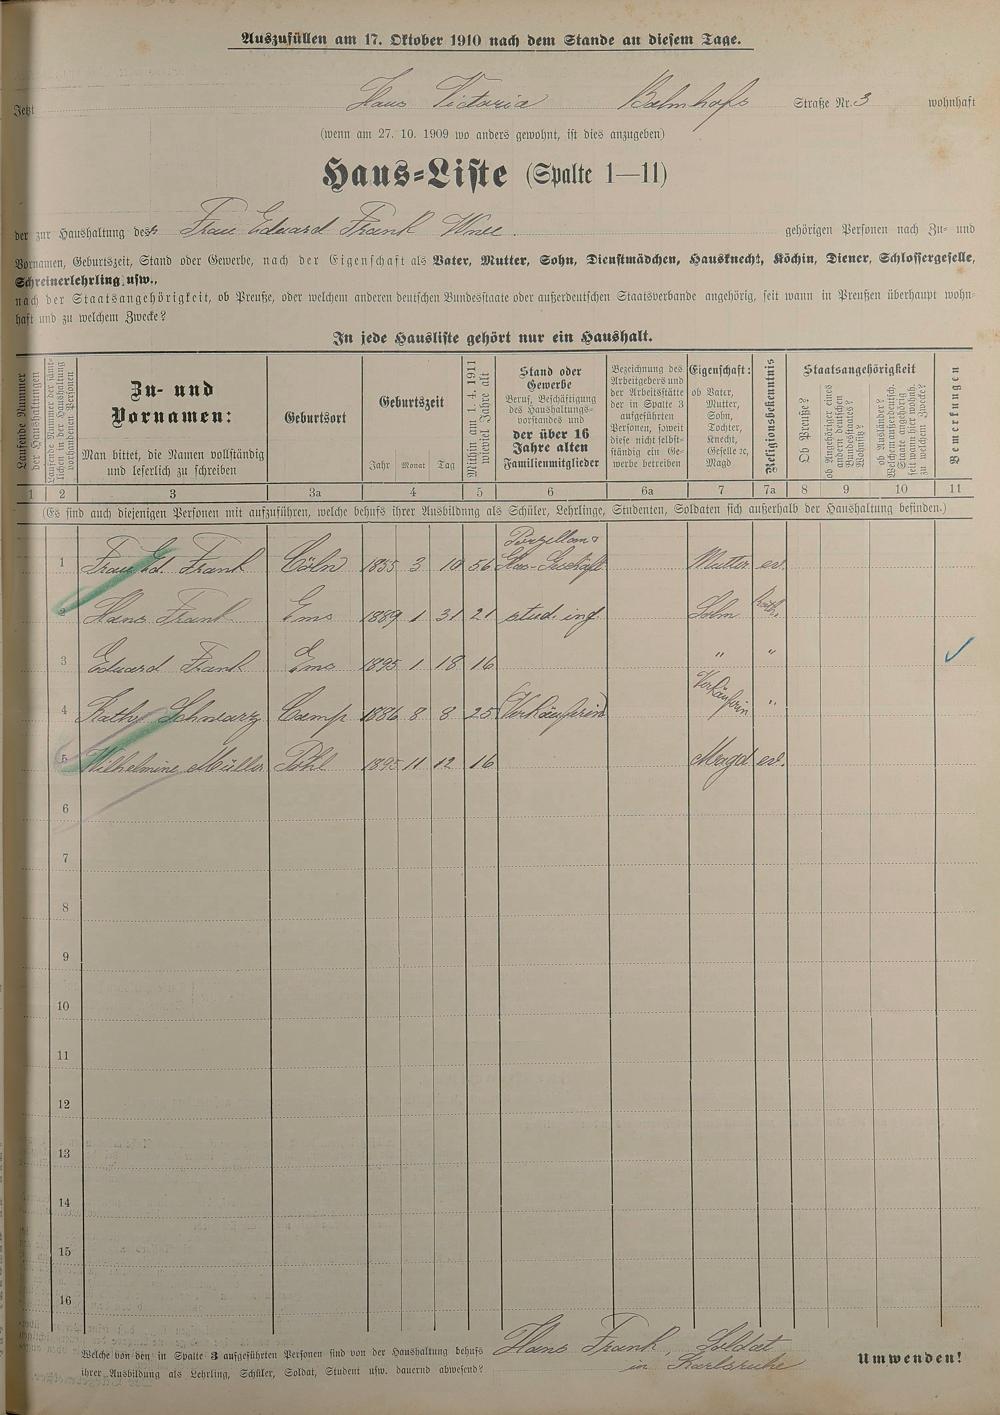 Auszufüllen am 17. Oktober 1910 nach dem Stande an diesem Tage.
Jetzt Haus Victoria Bahnhofs Straße Nr. 3 wohnhaft
(wenn am 27. 10. 1909 wo anders gewohnt, ist dies anzugeben)
Haus-Liste (Spalte 1—11)
der zur Haushaltung des Frau Eduard Frank Wwe. gehörigen Personen nach Zu- und
Vornamen, Geburtszeit, Stand oder Gewerbe, nach der Eigenschaft als Vater, Mutter, Sohn, Dienstmädchen, Hausknecht, Köchin, Diener, Schlossergeselle,
Schreinerlehrling usw.,
nach der Staatsangehörigkeit, ob Preuße, oder welchem anderen deutschen Bundesstaate oder außerdeutschen Staatsverbande angehörig, seit wann in Preußen überhaupt wohn-
haft und zu welchem Zwecke?
In jede Hausliste gehört nur ein Haushalt.
Laufende Nummer der Haushaltungen
Laufende Nummer der sämt-
lichen in der Haushaltung
vorhandenen Personen
Zu- und
Vornamen:
Man bittet, die Namen vollständig
und leserlich zu schreiben
Geburtsort
Geburtszeit
Jahr Monat Tag
Mithin am 1. 4. 1911
wieviel Jahre alt
Stand oder
Gewerbe
Beruf, Beschäftigung
des Haushaltungs-
vorstandes und
der über 16
Jahre alten
Familienmitglieder
Bezeichnung des
Arbeitgebers und
der Arbeitsstätte
der in Spalte 3
aufgeführten
Personen, soweit
diese nicht selbst-
ständig ein Ge-
werbe betreiben
Eigenschaft:
ob Vater,
Mutter,
Sohn,
Tochter,
Knecht,
Geselle ec,
Magd
Religionsbekenntnis
Staatsangehörigkeit
Ob Preuße?
ob Angehöriger eines
andern deutschen
Bundesstaates?
Wohnsitz?
ob Ausländer?
Welchem außerdeutsch.
Staate angehörig
seit wann hier wohnh.
zu welchem Zwecke?
Bemerkungen
1 2 3 3a 4 5 6 6a 7 7a 8 9 10 11
(Es sind auch diejenigen Personen mit aufzuführen, welche behufs ihrer Ausbildung als Schüler, Lehrlinge, Studenten, Soldaten sich außerhalb der Haushaltung befinden.)
Porzellan &
1 Frau Ed. Frank Cöln 1855 3 10 56 Glas-Geschäft Mutter ev.
2 Hans Frank Ems 1889 1 31 21 stud. ing. Sohn kath.
3 Eduard Frank Ems 1895 1 18 16 " "
4 Kath. Schwarz Camp 1886 8 8 25 (Verkäuferin) Verkäuferin "
5 Wilhelmine Müller Pohl 1895 11 12 16 Magd ev.
6
7
8
9
10
11
12
13
14
15
16
Welche von den in Spalte 3 aufgeführten Personen sind von der Haushaltung behufs Hans Frank, Soldat
ihrer Ausbildung als Lehrling, Schüler, Soldat, Student usw. dauernd abwesend? in Karlsruhe
Umwenden!